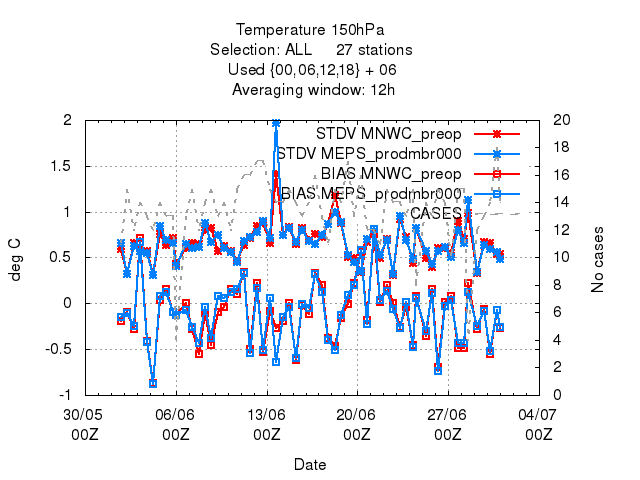 Temperature 150hPa
Selection: ALL 27 stations
Used {00,06,12,18} + 06
Averaging window: 12h
STDV MNWC_preop
STDV MEPS_prodmbr000
BIAS MNWC_preop
BIAS MEPS_prodmbr000
CASES
deg C
2
1.5
1
0.5
0
-0.5
-1
No cases
20
18
16
14
12
10
8
6
4
2
0
30/05 06/06 13/06 20/06 27/06 04/07
00Z 00Z 00Z 00Z 00Z 00Z
Date